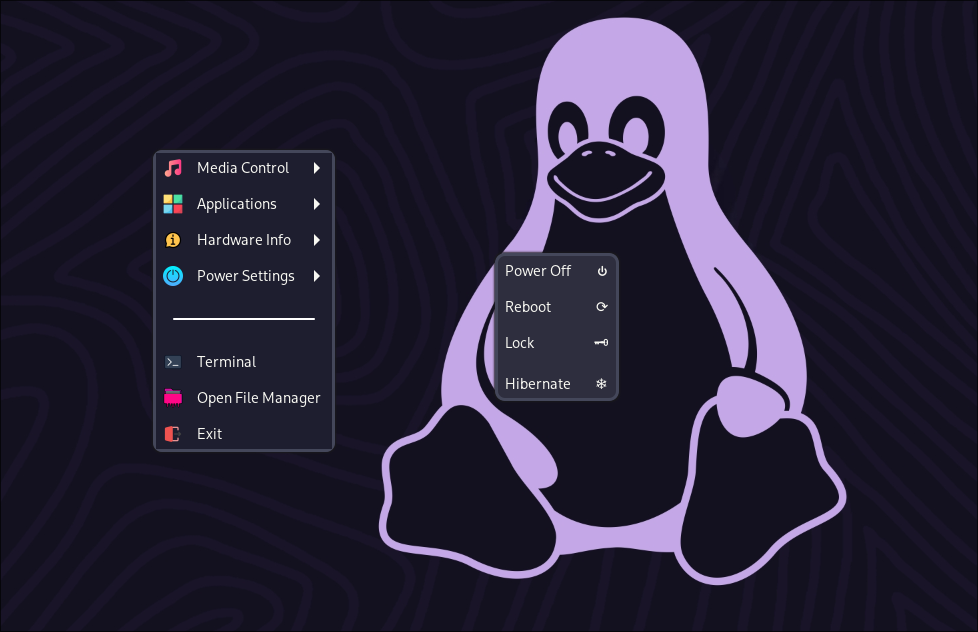 Media Control
Applications
Hardware Info
Power Settings
Terminal
Open File Manager
Exit
Power Off
Reboot
Lock
Hibernate